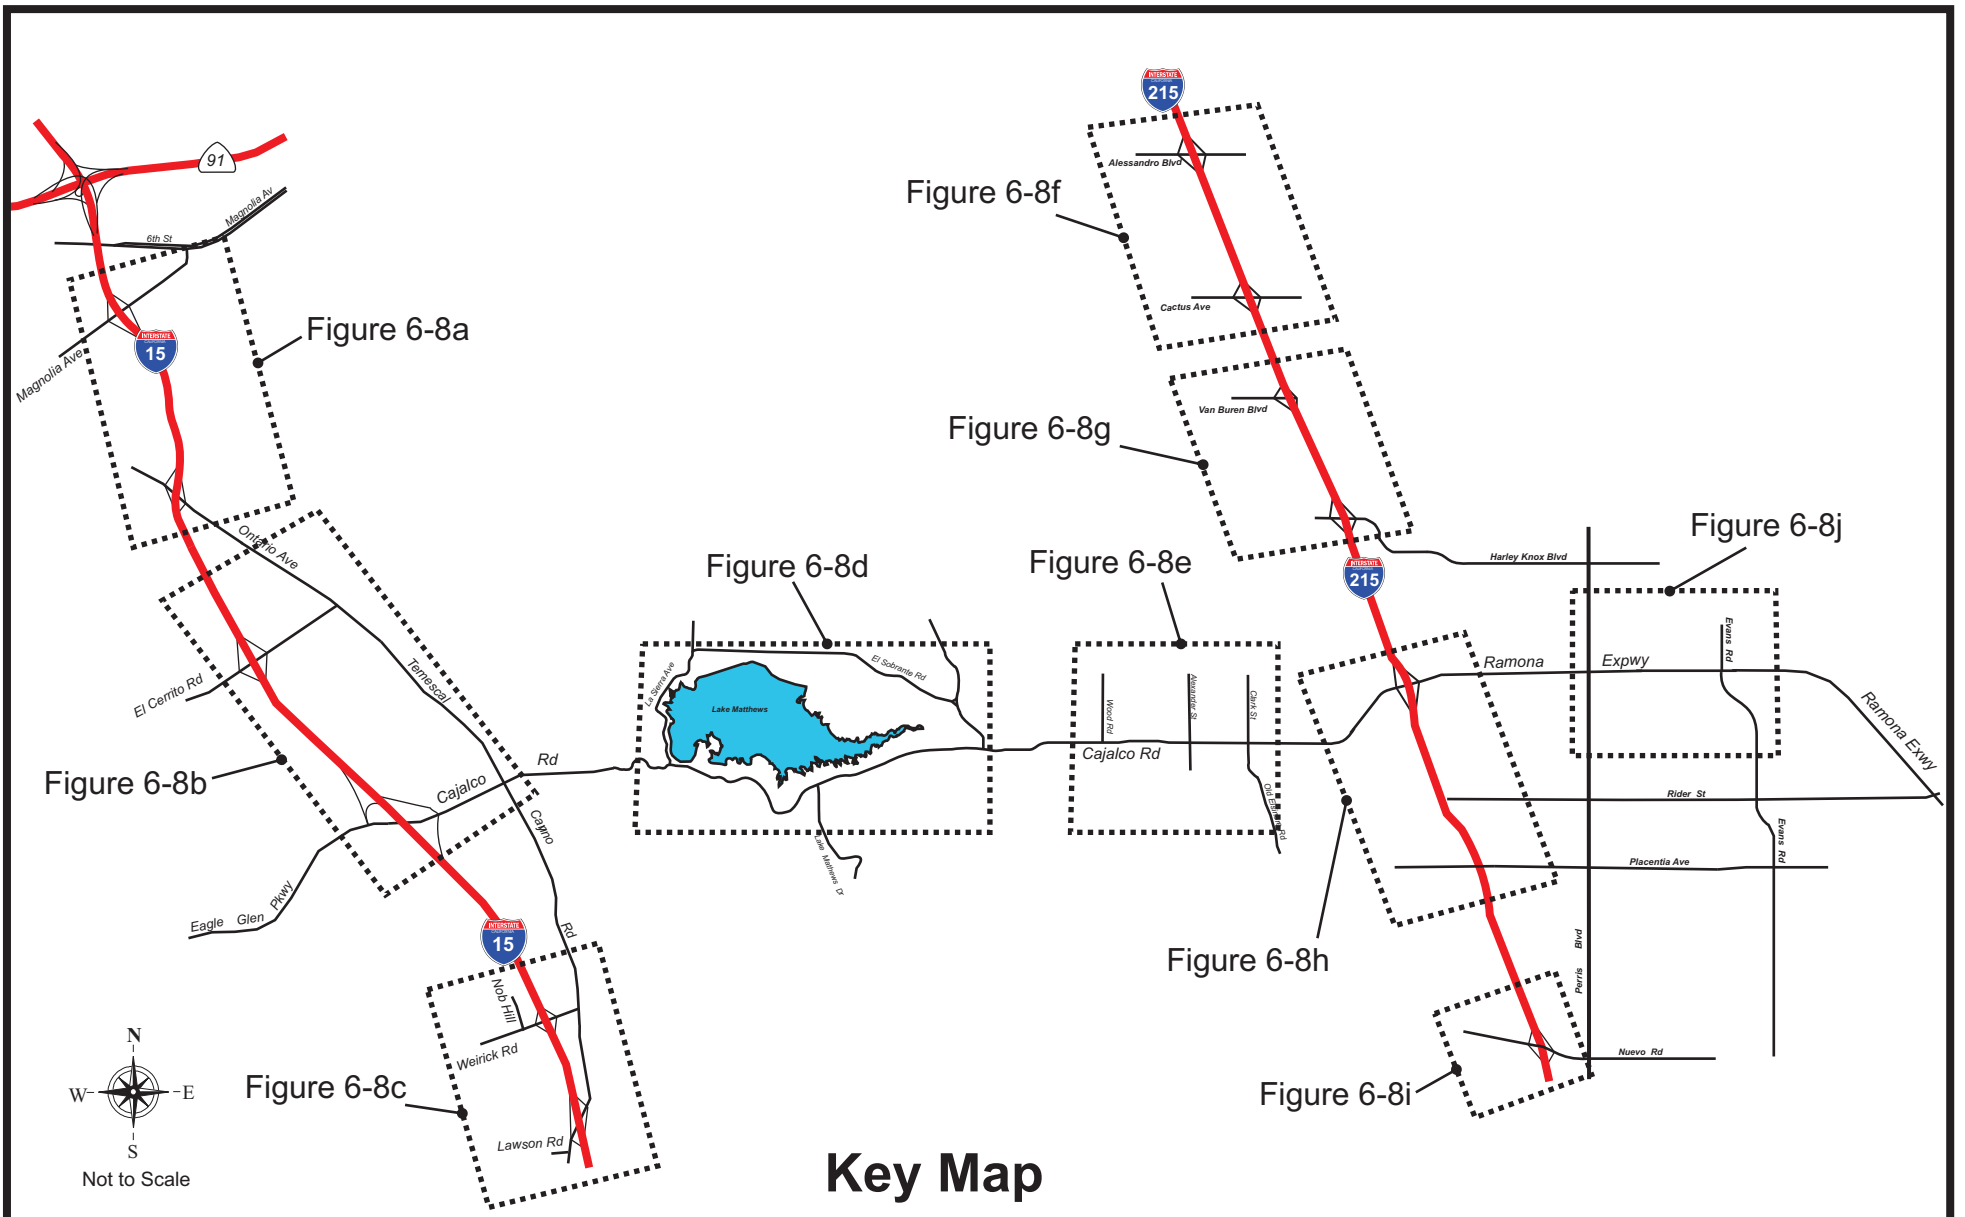 INTERSTATE
CALIFORNIA
215
91
Magnolia Av
6th St
Alessandro Blvd
Figure 6-8f
Cactus Ave
Figure 6-8a
INTERSTATE
CALIFORNIA
15
Magnolia Ave
Van Buren Blvd
Figure 6-8g
Ontario Ave
Figure 6-8j
Figure 6-8d
Figure 6-8e
Harley Knox Blvd
INTERSTATE
CALIFORNIA
215
Evans Rd
La Sierra Ave
El Sobrante Rd
Ramona Expwy
Temescal
El Cerrito Rd
Lake Matthews
Wood Rd
Alexander St
Clark St
Ramona Exwy
Cajalco Rd
Rd
Cajalco
Figure 6-8b
Rider St
Old Elsinore Rd
Canyno
Evans Rd
Placentia Ave
Lake Mathews Dr
Eagle Glen Pkwy
Rd
INTERSTATE
CALIFORNIA
15
Figure 6-8h
Perris Blvd
Nob Hill
Weirick Rd
Nuevo Rd
Figure 6-8c
Figure 6-8i
Lawson Rd
N
W
E
S
Not to Scale
Key Map